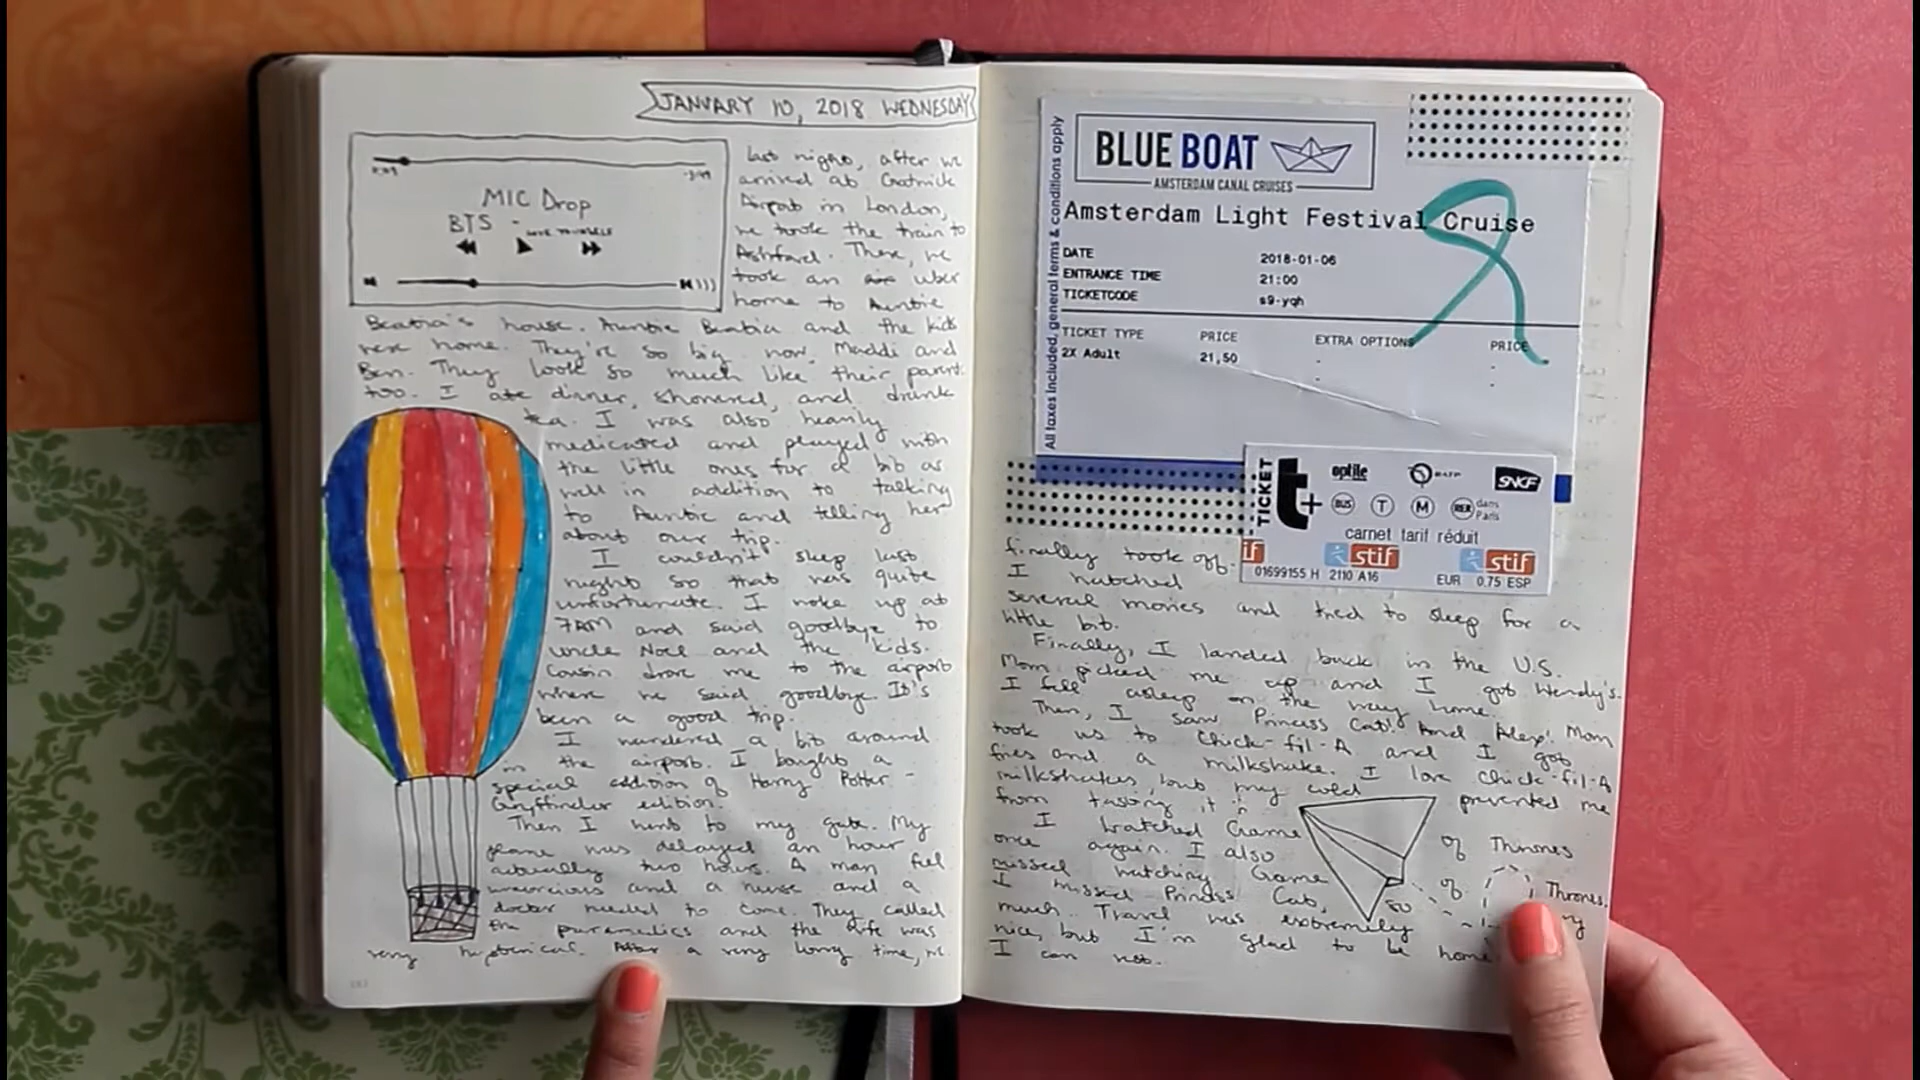 JANUARY 10, 2018 WEDNESDAY
MIC Drop
BTS - LOVE YOURSELF
last night, after we
arrived at Gatwick
Airport in London,
we took the train to
Ashford. There, we
took an uber
home to Auntie
Beatria's house. Auntie Beatria and the kids
were home. They're so big now, Maddi and
Ben. They look so much like their parents
too. I ate dinner, showered, and drank
tea. I was also heavily
medicated and played with
the little ones for a bit as
well in addition to talking
to Auntie and telling her
about our trip.
I couldn't sleep last
night so that was quite
unfortunate. I woke up at
7AM and said goodbye to
uncle Noel and the kids.
Cousin drove me to the airport
where we said goodbye. It's
been a good trip.
I wandered a bit around
in the airport. I bought a
special addition of Harry Potter -
Gryffindor edition.
Then I went to my gate. My
plane was delayed an hour
actually two hours. A man fell
unconcious and a nurse and a
doctor needed to come. They called
the paramedics and the wife was
very hysterical. After a very long time, we
All taxes included, general terms & conditions apply
BLUE BOAT
AMSTERDAM CANAL CRUISES
Amsterdam Light Festival Cruise
DATE 2018-01-06
ENTRANCE TIME 21:00
TICKETCODE s9-yqh
TICKET TYPE PRICE EXTRA OPTIONS PRICE
2X Adult 21,50 - -
- -
TICKET t+
optile RATP SNCF
BUS T M RER dans Paris
carnet tarif réduit
if stif stif
01699155 H 2110 A16 EUR 0,75 ESP
finally took off.
I watched
several movies and tried to sleep for a
little bit.
Finally, I landed back in the U.S.
Mom picked me up and I got Wendy's.
I fell asleep on the way home.
Then, I saw Princess Cat! And Alex! Mom
took us to Chick-fil-A and I got
fries and a milkshake. I love Chick-fil-A
milkshakes, but my cold prevented me
from tasting it :(
I watched Game of Thrones
once again. I also
missed watching Game of Thrones.
I missed Princess Cat, so
much. Travel was extremely
nice, but I'm glad to be home
I can rest.